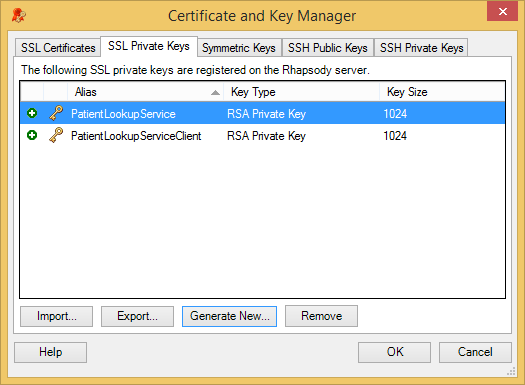 Certificate and Key Manager
SSL Certificates SSL Private Keys Symmetric Keys SSH Public Keys SSH Private Keys
The following SSL private keys are registered on the Rhapsody server.
Alias Key Type Key Size
PatientLookupService RSA Private Key 1024
PatientLookupServiceClient RSA Private Key 1024
Import... Export... Generate New... Remove
Help OK Cancel